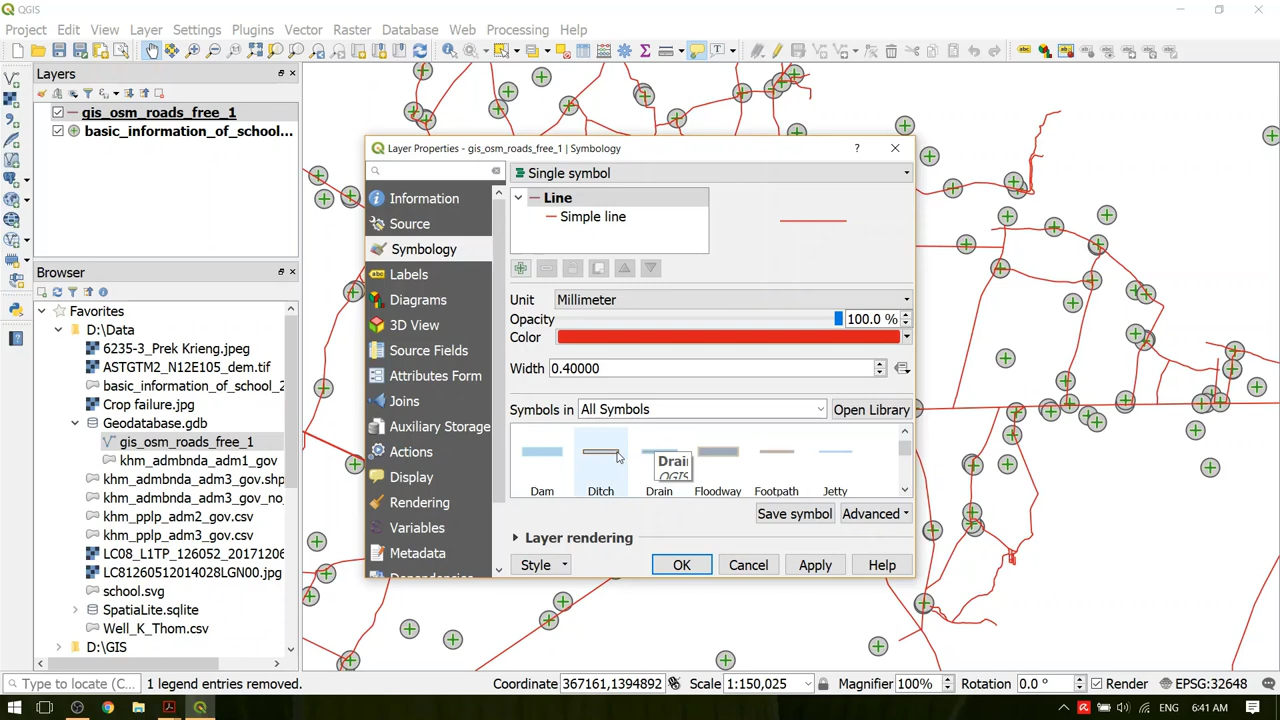 QGIS
Project Edit View Layer Settings Plugins Vector Raster Database Web Processing Help
Layers
gis_osm_roads_free_1
basic_information_of_school...
Browser
Favorites
D:\Data
6235-3_Prek Krieng.jpeg
ASTGTM2_N12E105_dem.tif
basic_information_of_school_2
Crop failure.jpg
Geodatabase.gdb
gis_osm_roads_free_1
khm_admbnda_adm1_gov
khm_admbnda_adm3_gov.shp
khm_admbnda_adm3_gov_no
khm_pplp_adm2_gov.csv
khm_pplp_adm3_gov.csv
LC08_L1TP_126052_20171206
LC81260512014028LGN00.jpg
school.svg
SpatiaLite.sqlite
Well_K_Thom.csv
D:\GIS
Layer Properties - gis_osm_roads_free_1 | Symbology
?
Information
Source
Symbology
abc Labels
Diagrams
3D View
Source Fields
Attributes Form
Joins
Auxiliary Storage
Actions
Display
Rendering
Variables
Metadata
Single symbol
Line
Simple line
Unit Millimeter
Opacity 100.0 %
Color
Width 0.40000
Symbols in All Symbols Open Library
Drain
QGIS
Dam Ditch Drain Floodway Footpath Jetty
Save symbol Advanced
Layer rendering
Style OK Cancel Apply Help
Type to locate (C... 1 legend entries removed. Coordinate 367161,1394892 Scale 1:150,025 Magnifier 100% Rotation 0.0 ° Render EPSG:32648
ENG 6:41 AM